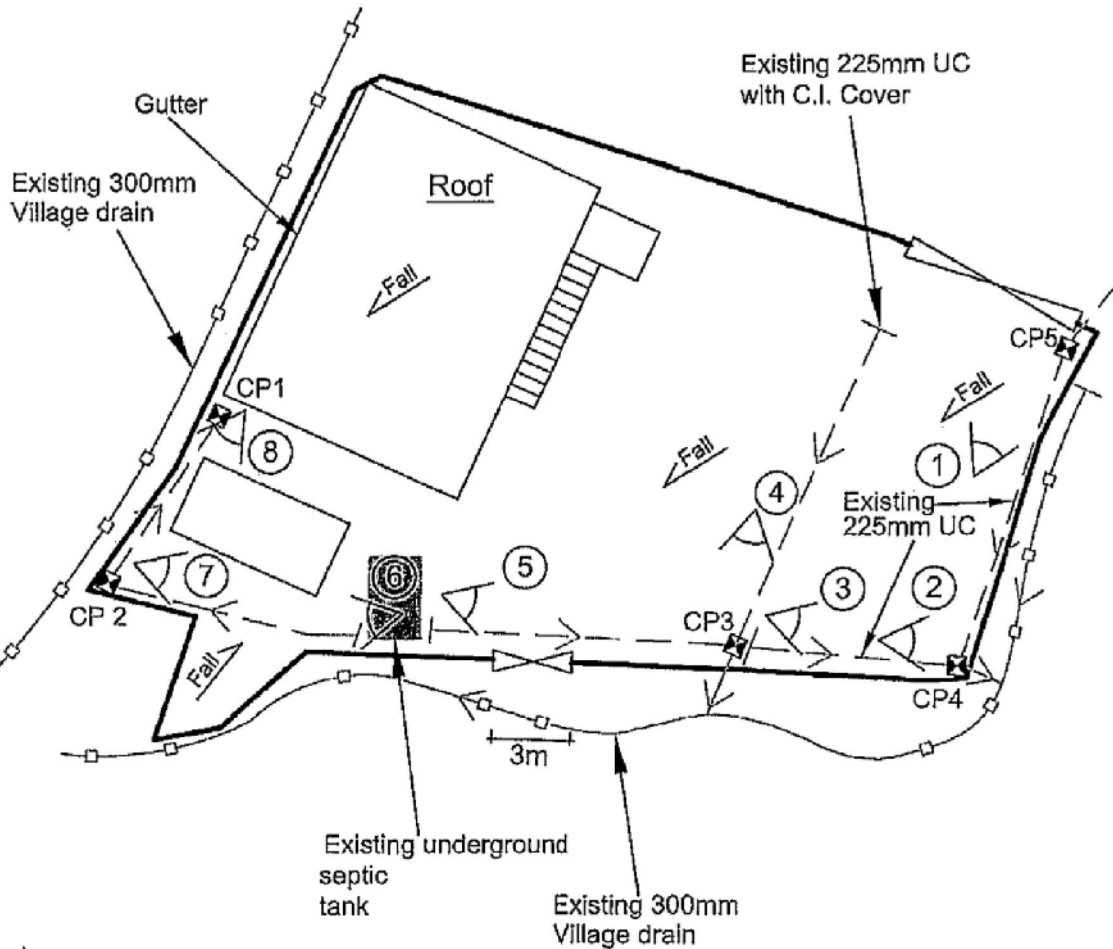 Existing 225mm UC
with C.I. Cover
Gutter
Existing 300mm
Village drain
Roof
Fall
CP5
CP1
Fall
8
1
Fall
4
Existing
225mm UC
7
6
5
3
2
CP 2
CP3
Fall
CP4
3m
Existing underground
septic
tank
Existing 300mm
Village drain